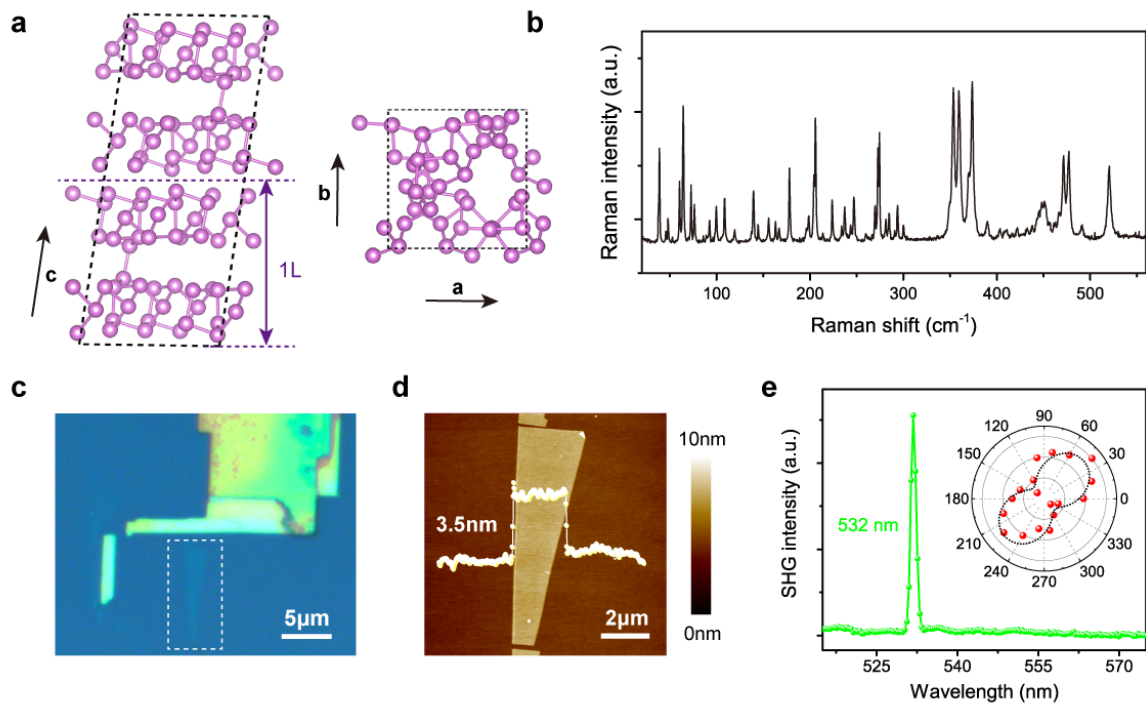 a
c
1L
b
a
b
Raman intensity (a.u.)
100 200 300 400 500
Raman shift (cm⁻¹)
c
5μm
d
3.5nm
2μm
10nm
0nm
e
SHG intensity (a.u.)
532 nm
90
120 60
150 30
180 0
210 330
240 300
270
525 540 555 570
Wavelength (nm)